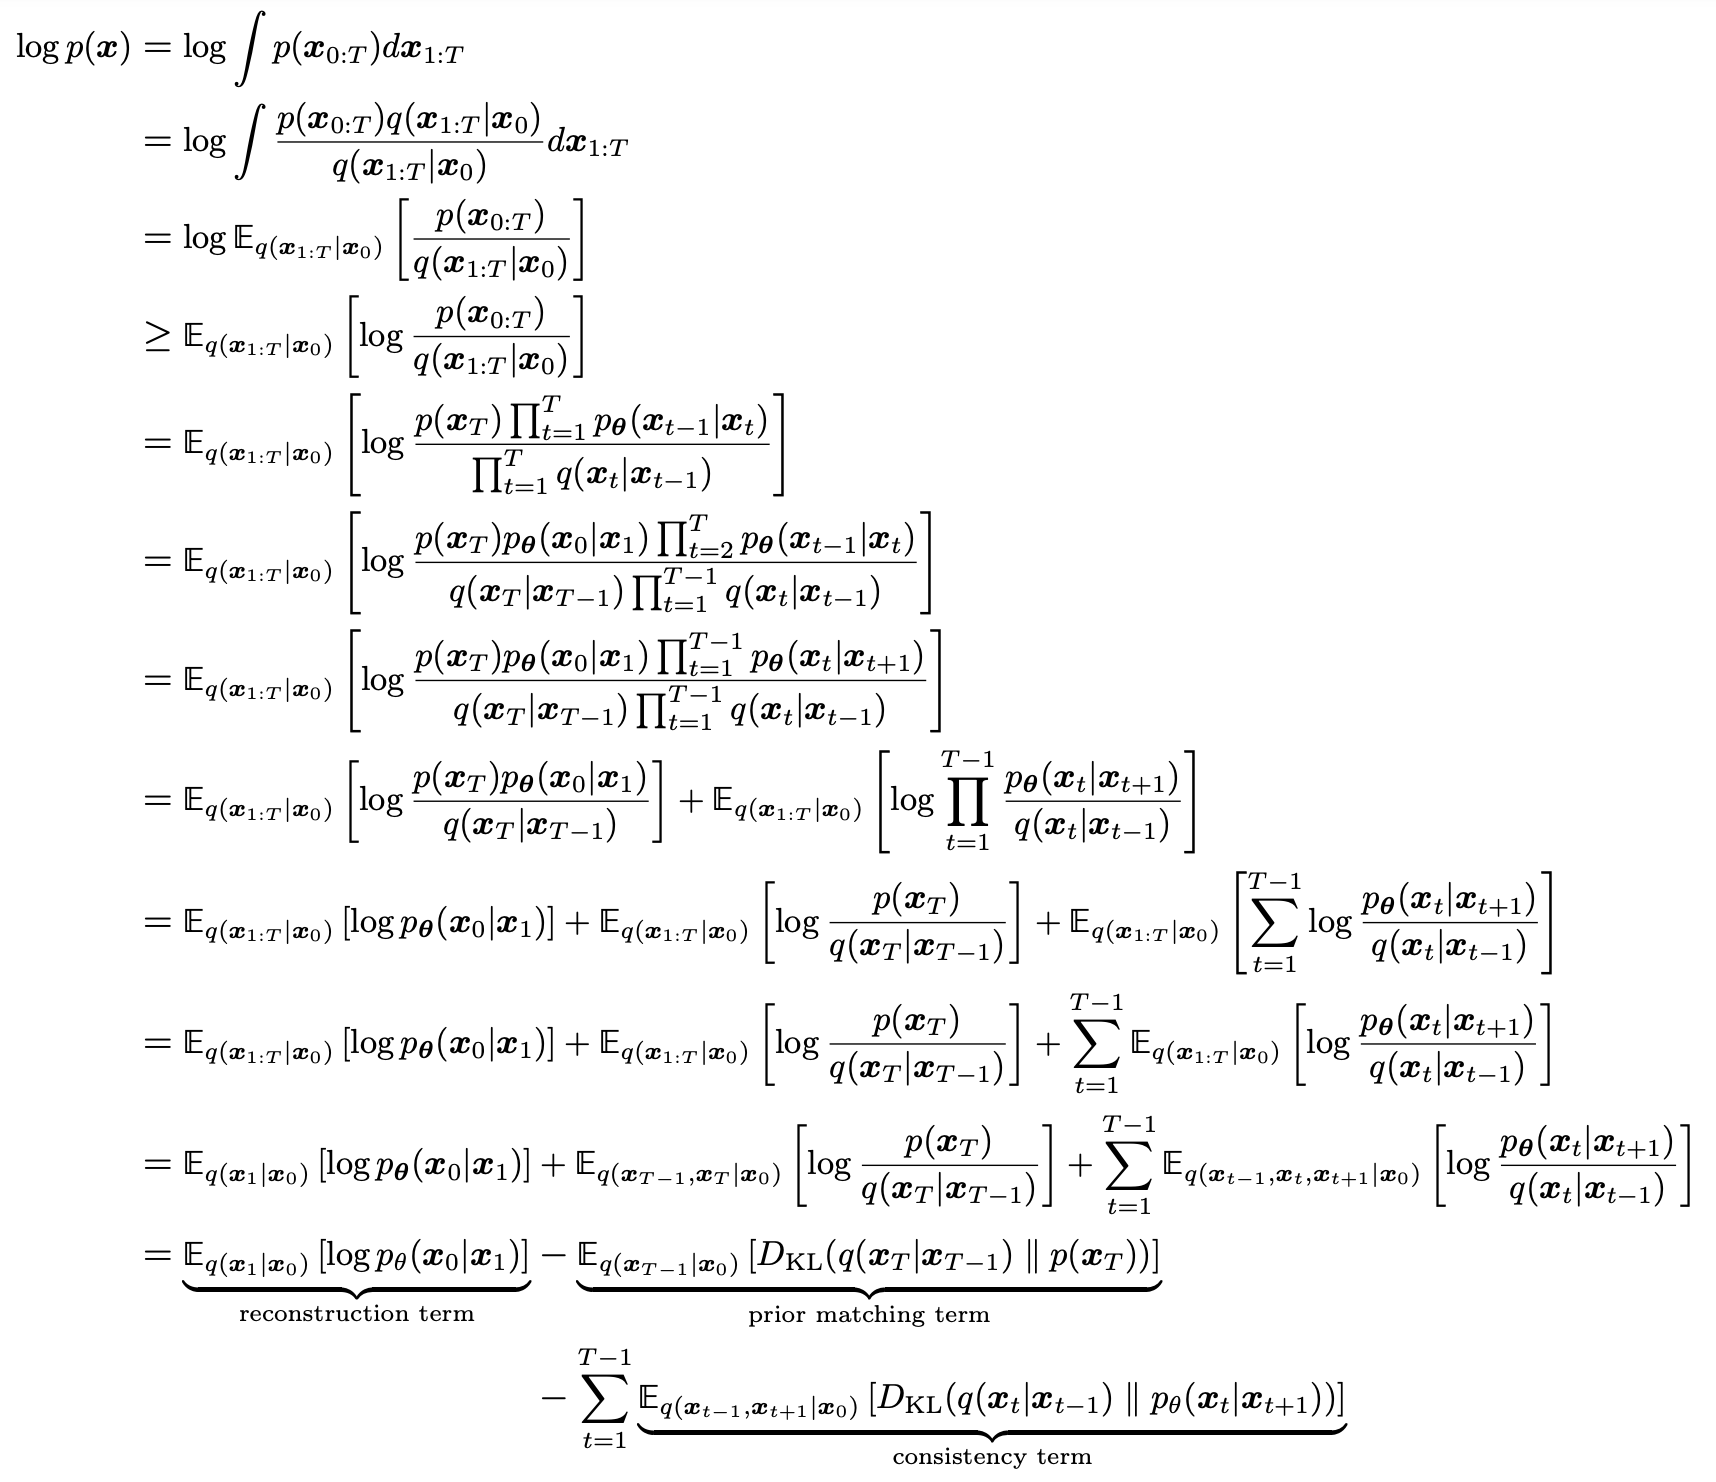 $\log p(\boldsymbol{x}) = \log \int p(\boldsymbol{x}_{0:T}) d\boldsymbol{x}_{1:T}$
$= \log \int \frac{p(\boldsymbol{x}_{0:T}) q(\boldsymbol{x}_{1:T}|\boldsymbol{x}_0)}{q(\boldsymbol{x}_{1:T}|\boldsymbol{x}_0)} d\boldsymbol{x}_{1:T}$
$= \log \mathbb{E}_{q(\boldsymbol{x}_{1:T}|\boldsymbol{x}_0)} \left[ \frac{p(\boldsymbol{x}_{0:T})}{q(\boldsymbol{x}_{1:T}|\boldsymbol{x}_0)} \right]$
$\geq \mathbb{E}_{q(\boldsymbol{x}_{1:T}|\boldsymbol{x}_0)} \left[ \log \frac{p(\boldsymbol{x}_{0:T})}{q(\boldsymbol{x}_{1:T}|\boldsymbol{x}_0)} \right]$
$= \mathbb{E}_{q(\boldsymbol{x}_{1:T}|\boldsymbol{x}_0)} \left[ \log \frac{p(\boldsymbol{x}_T) \prod_{t=1}^{T} p_{\boldsymbol{\theta}}(\boldsymbol{x}_{t-1}|\boldsymbol{x}_t)}{\prod_{t=1}^{T} q(\boldsymbol{x}_t|\boldsymbol{x}_{t-1})} \right]$
$= \mathbb{E}_{q(\boldsymbol{x}_{1:T}|\boldsymbol{x}_0)} \left[ \log \frac{p(\boldsymbol{x}_T) p_{\boldsymbol{\theta}}(\boldsymbol{x}_0|\boldsymbol{x}_1) \prod_{t=2}^{T} p_{\boldsymbol{\theta}}(\boldsymbol{x}_{t-1}|\boldsymbol{x}_t)}{q(\boldsymbol{x}_T|\boldsymbol{x}_{T-1}) \prod_{t=1}^{T-1} q(\boldsymbol{x}_t|\boldsymbol{x}_{t-1})} \right]$
$= \mathbb{E}_{q(\boldsymbol{x}_{1:T}|\boldsymbol{x}_0)} \left[ \log \frac{p(\boldsymbol{x}_T) p_{\boldsymbol{\theta}}(\boldsymbol{x}_0|\boldsymbol{x}_1) \prod_{t=1}^{T-1} p_{\boldsymbol{\theta}}(\boldsymbol{x}_t|\boldsymbol{x}_{t+1})}{q(\boldsymbol{x}_T|\boldsymbol{x}_{T-1}) \prod_{t=1}^{T-1} q(\boldsymbol{x}_t|\boldsymbol{x}_{t-1})} \right]$
$= \mathbb{E}_{q(\boldsymbol{x}_{1:T}|\boldsymbol{x}_0)} \left[ \log \frac{p(\boldsymbol{x}_T) p_{\boldsymbol{\theta}}(\boldsymbol{x}_0|\boldsymbol{x}_1)}{q(\boldsymbol{x}_T|\boldsymbol{x}_{T-1})} \right] + \mathbb{E}_{q(\boldsymbol{x}_{1:T}|\boldsymbol{x}_0)} \left[ \log \prod_{t=1}^{T-1} \frac{p_{\boldsymbol{\theta}}(\boldsymbol{x}_t|\boldsymbol{x}_{t+1})}{q(\boldsymbol{x}_t|\boldsymbol{x}_{t-1})} \right]$
$= \mathbb{E}_{q(\boldsymbol{x}_{1:T}|\boldsymbol{x}_0)} \left[ \log p_{\boldsymbol{\theta}}(\boldsymbol{x}_0|\boldsymbol{x}_1) \right] + \mathbb{E}_{q(\boldsymbol{x}_{1:T}|\boldsymbol{x}_0)} \left[ \log \frac{p(\boldsymbol{x}_T)}{q(\boldsymbol{x}_T|\boldsymbol{x}_{T-1})} \right] + \mathbb{E}_{q(\boldsymbol{x}_{1:T}|\boldsymbol{x}_0)} \left[ \sum_{t=1}^{T-1} \log \frac{p_{\boldsymbol{\theta}}(\boldsymbol{x}_t|\boldsymbol{x}_{t+1})}{q(\boldsymbol{x}_t|\boldsymbol{x}_{t-1})} \right]$
$= \mathbb{E}_{q(\boldsymbol{x}_{1:T}|\boldsymbol{x}_0)} \left[ \log p_{\boldsymbol{\theta}}(\boldsymbol{x}_0|\boldsymbol{x}_1) \right] + \mathbb{E}_{q(\boldsymbol{x}_{1:T}|\boldsymbol{x}_0)} \left[ \log \frac{p(\boldsymbol{x}_T)}{q(\boldsymbol{x}_T|\boldsymbol{x}_{T-1})} \right] + \sum_{t=1}^{T-1} \mathbb{E}_{q(\boldsymbol{x}_{1:T}|\boldsymbol{x}_0)} \left[ \log \frac{p_{\boldsymbol{\theta}}(\boldsymbol{x}_t|\boldsymbol{x}_{t+1})}{q(\boldsymbol{x}_t|\boldsymbol{x}_{t-1})} \right]$
$= \mathbb{E}_{q(\boldsymbol{x}_1|\boldsymbol{x}_0)} \left[ \log p_{\boldsymbol{\theta}}(\boldsymbol{x}_0|\boldsymbol{x}_1) \right] + \mathbb{E}_{q(\boldsymbol{x}_{T-1},\boldsymbol{x}_T|\boldsymbol{x}_0)} \left[ \log \frac{p(\boldsymbol{x}_T)}{q(\boldsymbol{x}_T|\boldsymbol{x}_{T-1})} \right] + \sum_{t=1}^{T-1} \mathbb{E}_{q(\boldsymbol{x}_{t-1},\boldsymbol{x}_t,\boldsymbol{x}_{t+1}|\boldsymbol{x}_0)} \left[ \log \frac{p_{\boldsymbol{\theta}}(\boldsymbol{x}_t|\boldsymbol{x}_{t+1})}{q(\boldsymbol{x}_t|\boldsymbol{x}_{t-1})} \right]$
$= \underbrace{\mathbb{E}_{q(\boldsymbol{x}_1|\boldsymbol{x}_0)} \left[ \log p_{\theta}(\boldsymbol{x}_0|\boldsymbol{x}_1) \right]}_{\text{reconstruction term}} - \underbrace{\mathbb{E}_{q(\boldsymbol{x}_{T-1}|\boldsymbol{x}_0)} \left[ D_{\text{KL}}(q(\boldsymbol{x}_T|\boldsymbol{x}_{T-1}) \parallel p(\boldsymbol{x}_T)) \right]}_{\text{prior matching term}}$
$- \sum_{t=1}^{T-1} \underbrace{\mathbb{E}_{q(\boldsymbol{x}_{t-1},\boldsymbol{x}_{t+1}|\boldsymbol{x}_0)} \left[ D_{\text{KL}}(q(\boldsymbol{x}_t|\boldsymbol{x}_{t-1}) \parallel p_{\theta}(\boldsymbol{x}_t|\boldsymbol{x}_{t+1})) \right]}_{\text{consistency term}}$